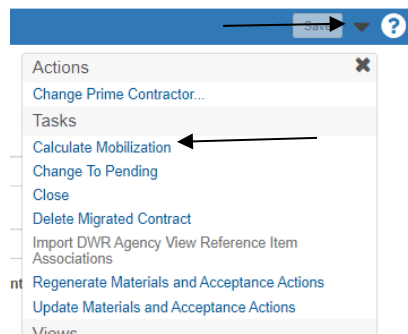 Save
?
Actions
Change Prime Contractor...
Tasks
Calculate Mobilization
Change To Pending
Close
Delete Migrated Contract
Import DWR Agency View Reference Item
Associations
nt
Regenerate Materials and Acceptance Actions
Update Materials and Acceptance Actions
Views